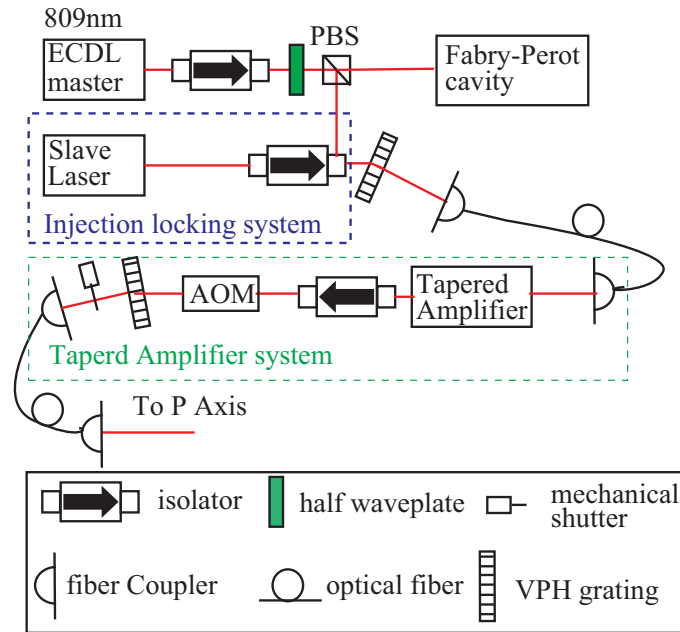 809nm
ECDL
master
PBS
Fabry-Perot
cavity
Slave
Laser
Injection locking system
AOM
Tapered
Amplifier
Taperd Amplifier system
To P Axis
isolator
half waveplate
mechanical
shutter
fiber Coupler
optical fiber
VPH grating